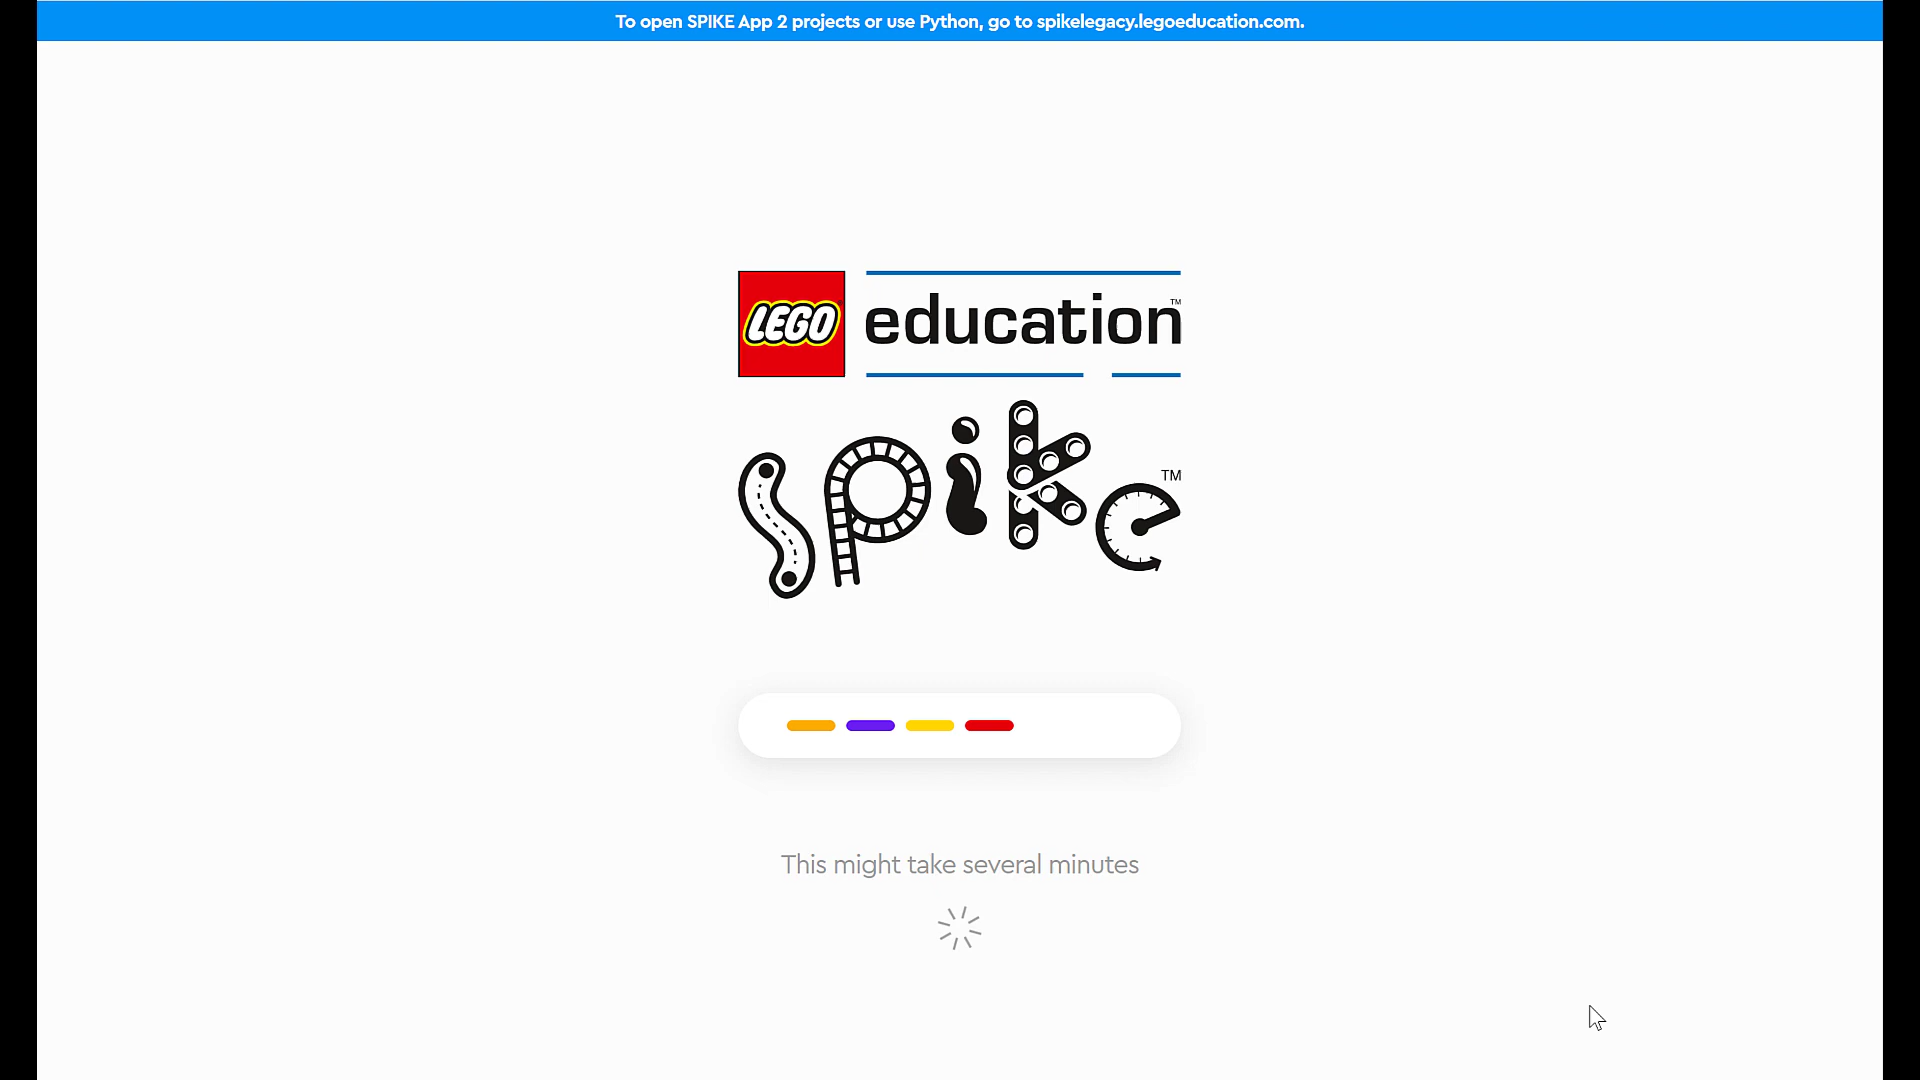 To open SPIKE App 2 projects or use Python, go to spikelegacy.legoeducation.com.
LEGO education™
spike™
This might take several minutes